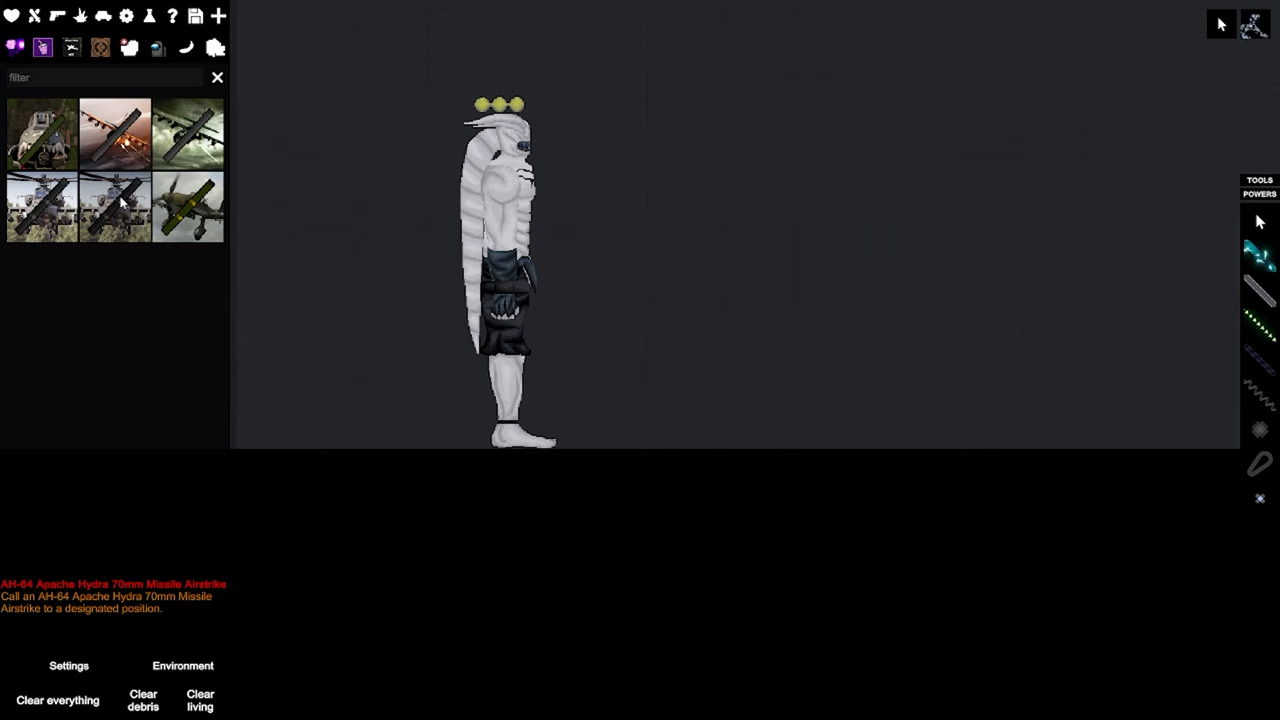 filter
TOOLS
POWERS
AH-64 Apache Hydra 70mm Missile Airstrike
Call an AH-64 Apache Hydra 70mm Missile
Airstrike to a designated position.
Settings
Environment
Clear everything
Clear
debris
Clear
living